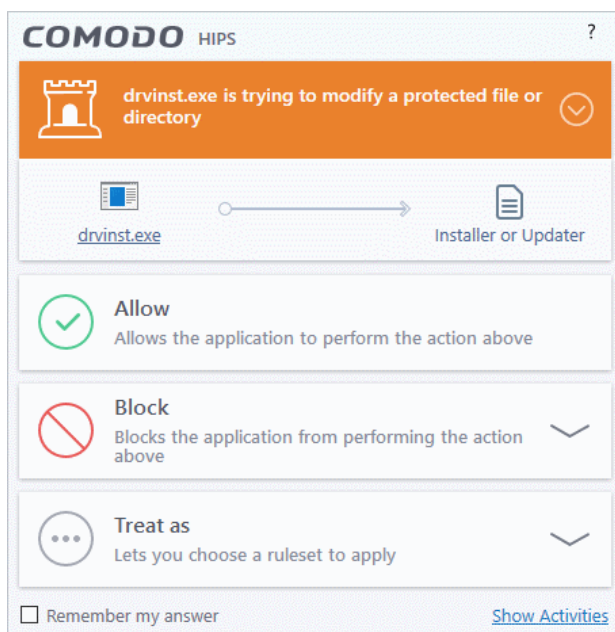 COMODO HIPS ?
drvinst.exe is trying to modify a protected file or
directory
drvinst.exe Installer or Updater
Allow
Allows the application to perform the action above
Block
Blocks the application from performing the action
above
Treat as
Lets you choose a ruleset to apply
Remember my answer Show Activities